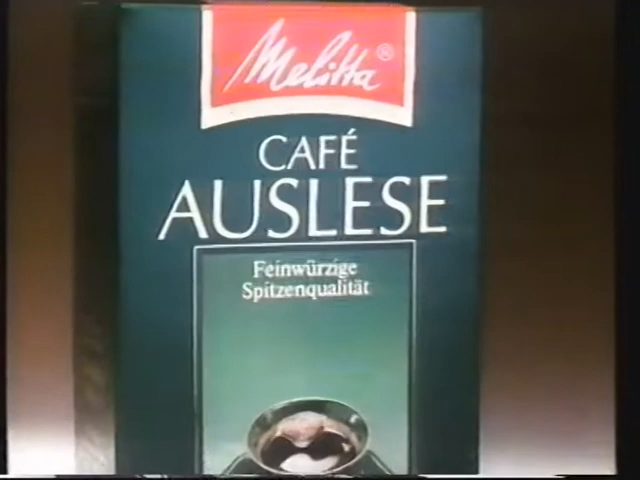 Melitta®
CAFÉ
AUSLESE
Feinwürzige
Spitzenqualität